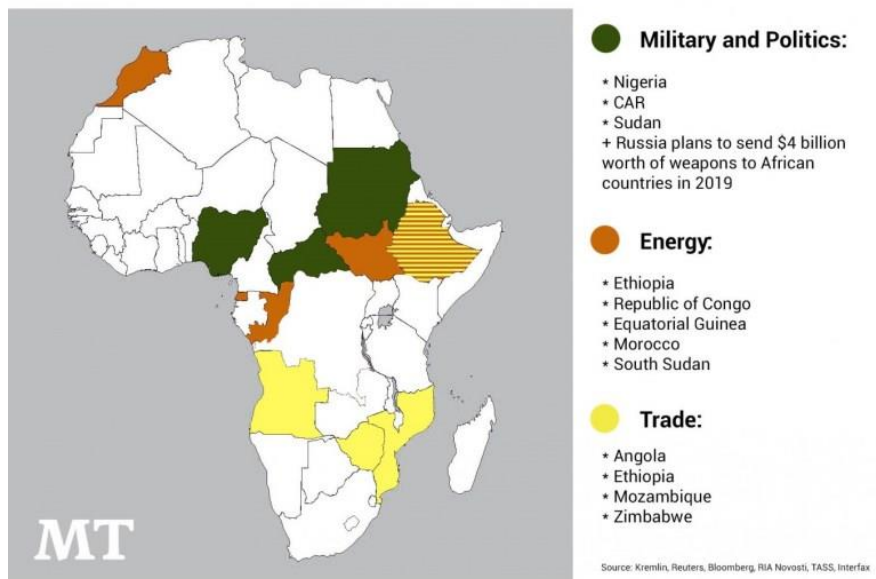 Military and Politics:
* Nigeria
* CAR
* Sudan
+ Russia plans to send $4 billion
worth of weapons to African
countries in 2019
Energy:
* Ethiopia
* Republic of Congo
* Equatorial Guinea
* Morocco
* South Sudan
Trade:
* Angola
* Ethiopia
* Mozambique
* Zimbabwe
MT
Source: Kremlin, Reuters, Bloomberg, RIA Novosti, TASS, Interfax